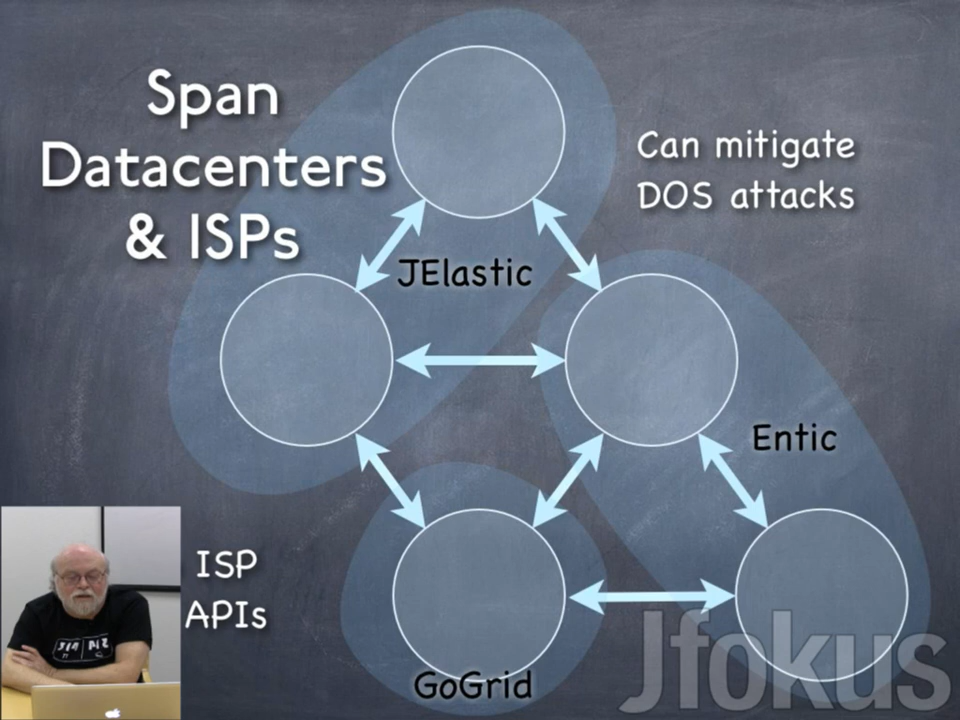 Span
Datacenters
& ISPs
Can mitigate
DOS attacks
JElastic
Entic
ISP
APIs
GoGrid
Jfokus